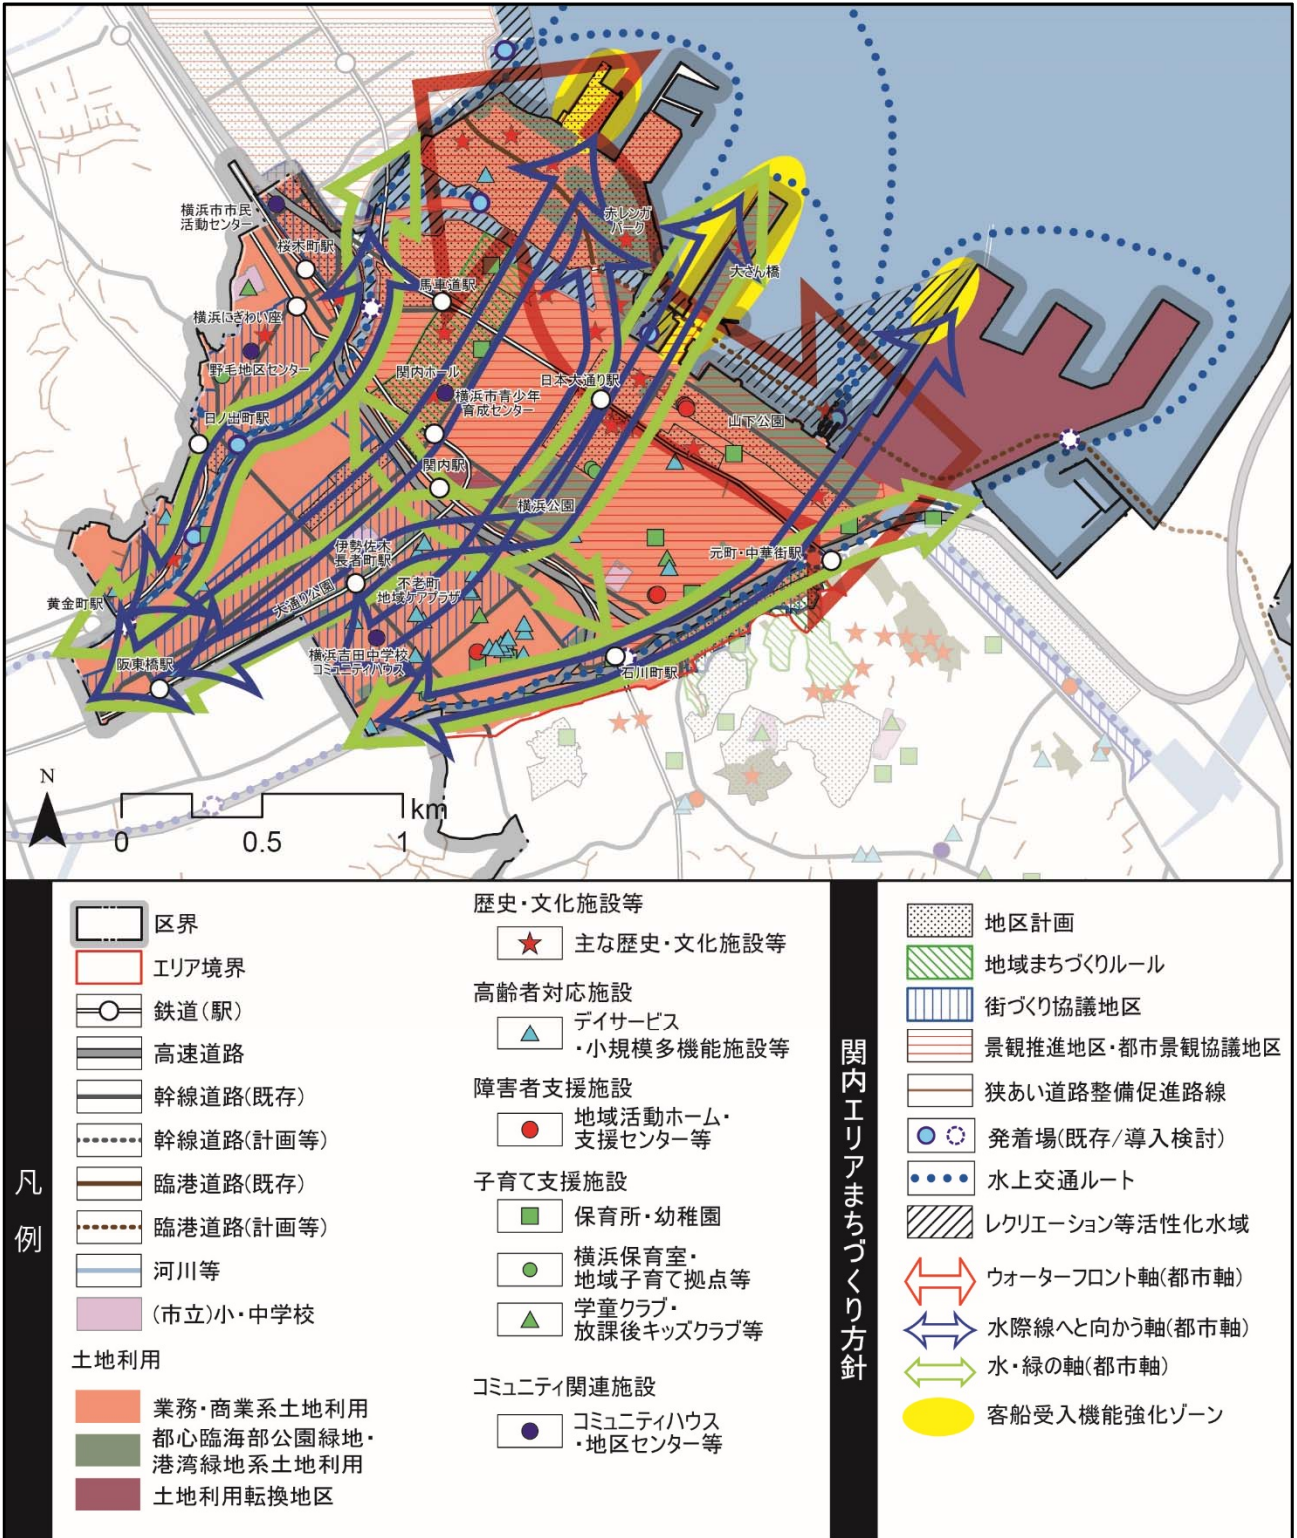 横浜市市民
活動センター
桜木町駅
赤レンガ
パーク
大さん橋
馬車道駅
横浜にぎわい座
野毛地区センター
関内ホール
日本大通り駅
横浜市青少年
育成センター
山下公園
日ノ出町駅
関内駅
横浜公園
伊勢佐木
長者町駅
元町・中華街駅
不老町
地域ケアプラザ
大通り公園
黄金町駅
横浜吉田中学校
コミュニティハウス
阪東橋駅
石川町駅
N
km
0
0.5
1
凡例
区界
エリア境界
鉄道(駅)
高速道路
幹線道路(既存)
幹線道路(計画等)
臨港道路(既存)
臨港道路(計画等)
河川等
(市立)小・中学校
土地利用
業務・商業系土地利用
都心臨海部公園緑地・
港湾緑地系土地利用
土地利用転換地区
歴史・文化施設等
主な歴史・文化施設等
高齢者対応施設
デイサービス
・小規模多機能施設等
障害者支援施設
地域活動ホーム・
支援センター等
子育て支援施設
保育所・幼稚園
横浜保育室・
地域子育て拠点等
学童クラブ・
放課後キッズクラブ等
コミュニティ関連施設
コミュニティハウス
・地区センター等
関内エリアまちづくり方針
地区計画
地域まちづくりルール
街づくり協議地区
景観推進地区・都市景観協議地区
狭あい道路整備促進路線
発着場(既存/導入検討)
水上交通ルート
レクリエーション等活性化水域
ウォーターフロント軸(都市軸)
水際線へと向かう軸(都市軸)
水・緑の軸(都市軸)
客船受入機能強化ゾーン